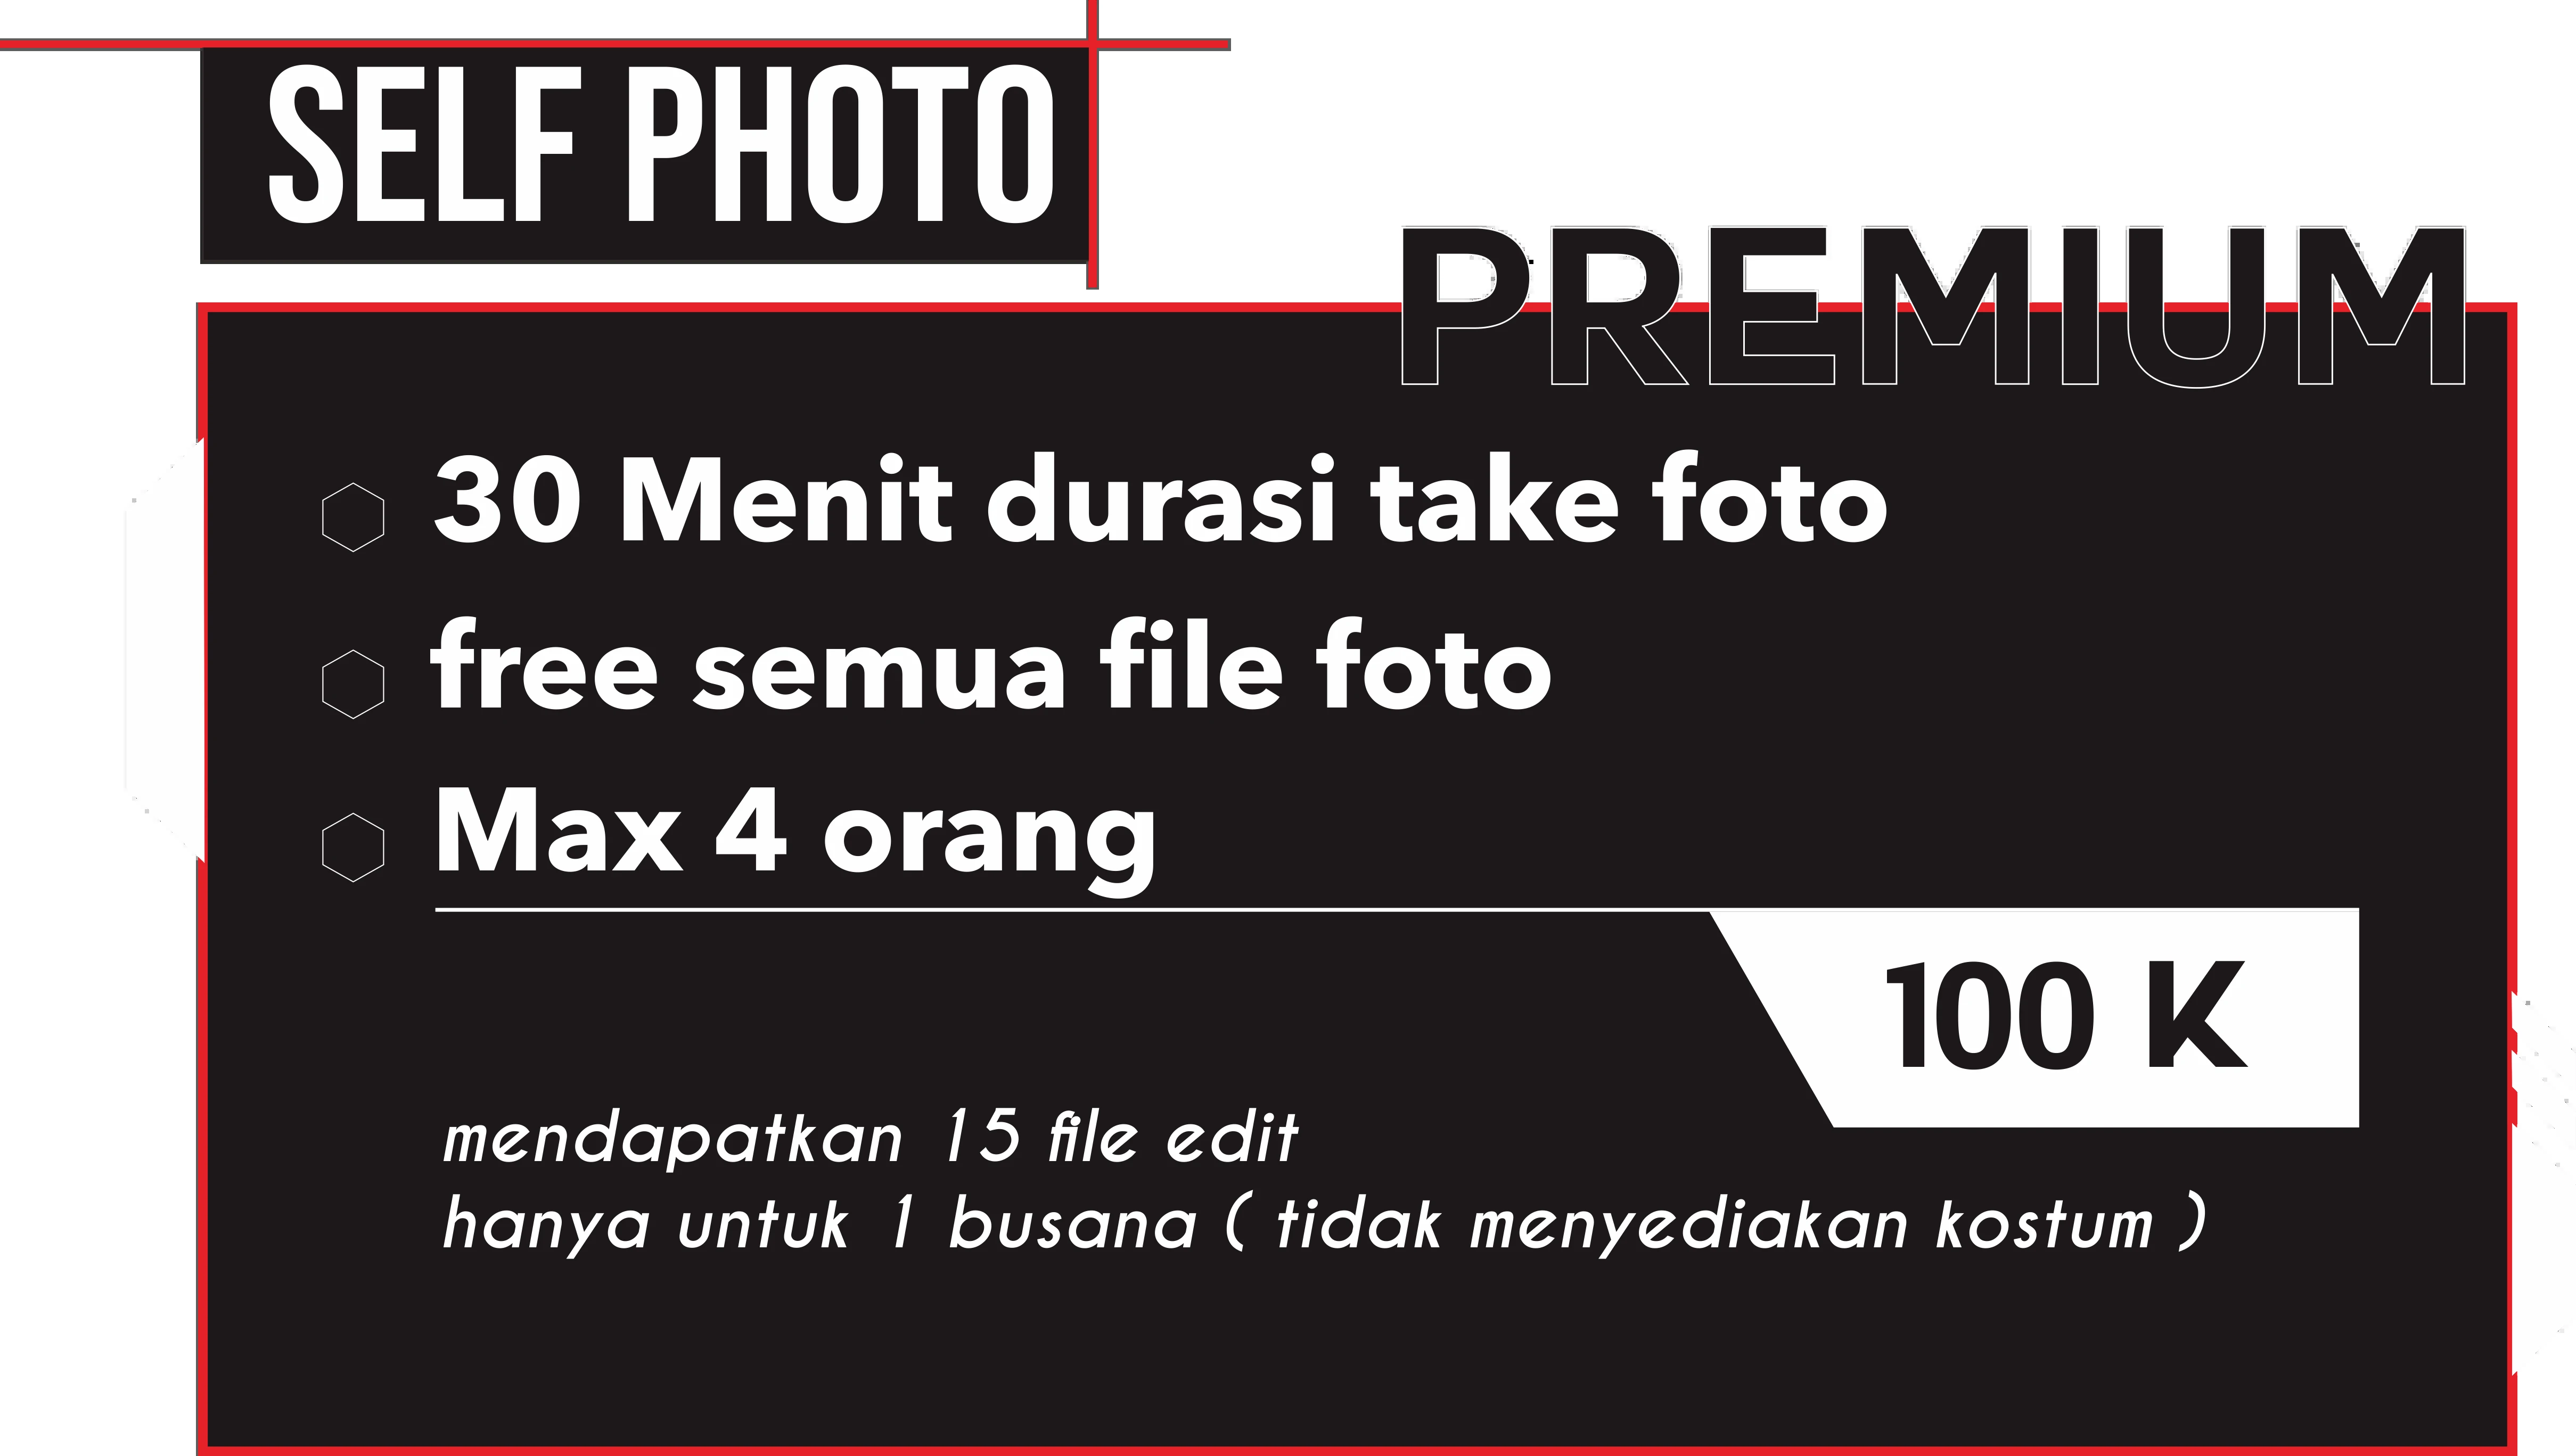 SELF PHOTO
PREMIUM
30 Menit durasi take foto
free semua file foto
Max 4 orang
100 K
mendapatkan 15 file edit
hanya untuk 1 busana ( tidak menyediakan kostum )